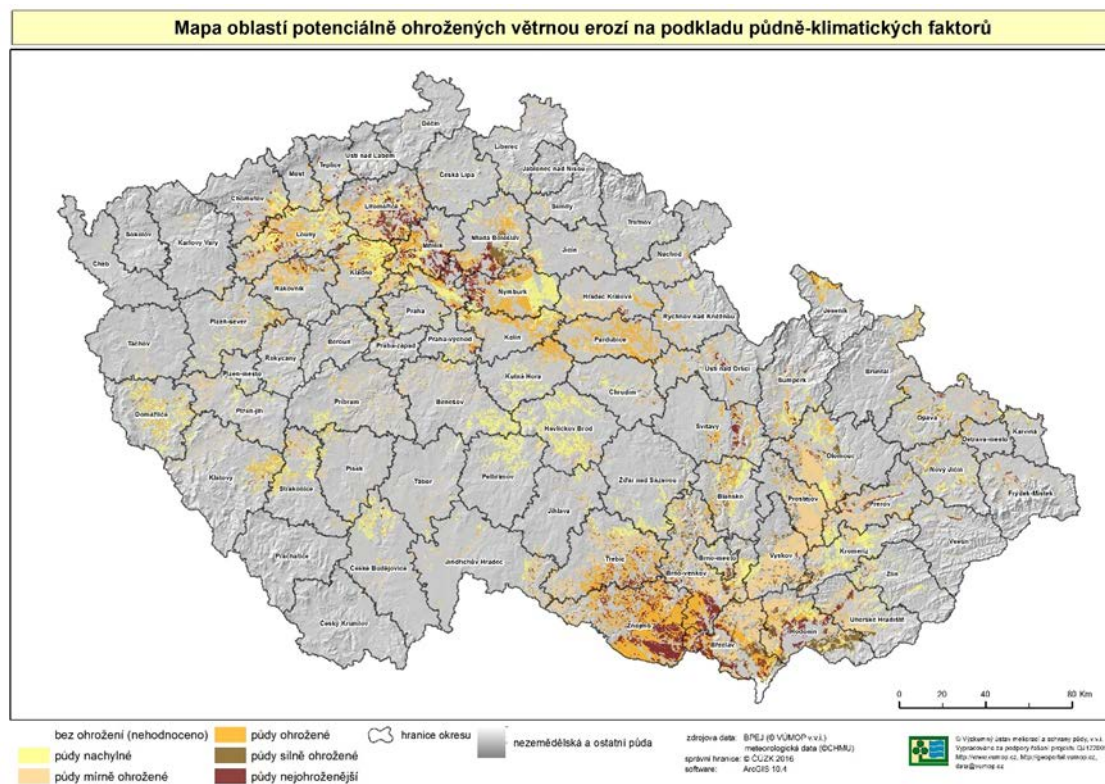 Mapa oblastí potenciálně ohrožených větrnou erozí na podkladu půdně-klimatických faktorů
Děčín
Liberec
Ústí nad Labem
Teplice
Jablonec nad Nisou
Most
Česká Lípa
Chomutov
Semily
Litoměřice
Trutnov
Sokolov
Karlovy Vary
Louny
Mělník
Mladá Boleslav
Jičín
Náchod
Cheb
Kladno
Rakovník
Nymburk
Hradec Králové
Jeseník
Praha
Rychnov nad Kněžnou
Plzeň-sever
Tachov
Beroun
Praha-západ
Praha-východ
Kolín
Pardubice
Rokycany
Bruntál
Ústí nad Orlicí
Šumperk
Plzeň-město
Kutná Hora
Chrudim
Plzeň-jih
Příbram
Benešov
Opava
Domažlice
Havlíčkův Brod
Svitavy
Ostrava-město
Karviná
Olomouc
Nový Jičín
Klatovy
Písek
Tábor
Pelhřimov
Žďár nad Sázavou
Strakonice
Blansko
Prostějov
Přerov
Frýdek-Místek
Jihlava
Vsetín
Kroměříž
Prachatice
Třebíč
Brno-město
Vyškov
České Budějovice
Jindřichův Hradec
Brno-venkov
Zlín
Český Krumlov
Znojmo
Břeclav
Hodonín
Uherské Hradiště
0 20 40 80 Km
bez ohrožení (nehodnoceno)
půdy nachylné
půdy mírně ohrožené
půdy ohrožené
půdy silně ohrožené
půdy nejohroženější
hranice okresu
nezemědělská a ostatní půda
zdrojova data: BPEJ (© VÚMOP v.v.i.)
meteorologická data (©CHMU)
správní hranice: © ČÚZK 2016
software: ArcGIS 10.4
© Výzkumný ústav meliorací a ochrany půdy, v.v.i.